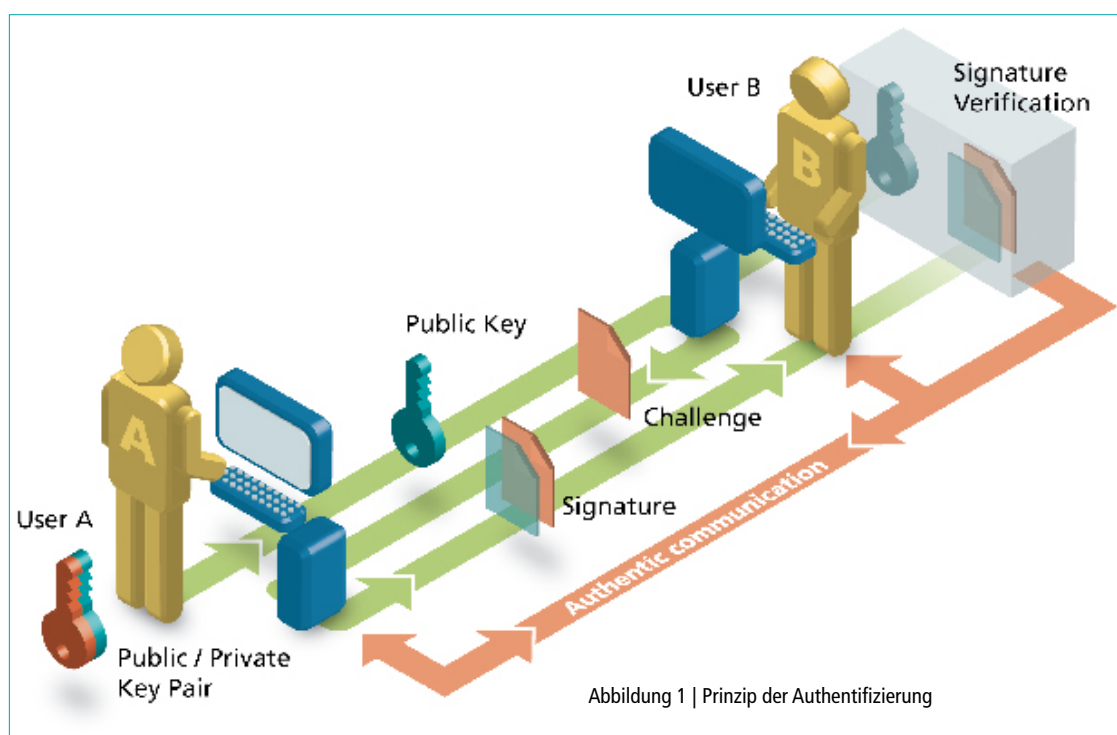 User B
Signature
Verification
B
Public Key
Challenge
A
Signature
User A
Authentic communication
Public / Private
Key Pair
Abbildung 1 | Prinzip der Authentifizierung